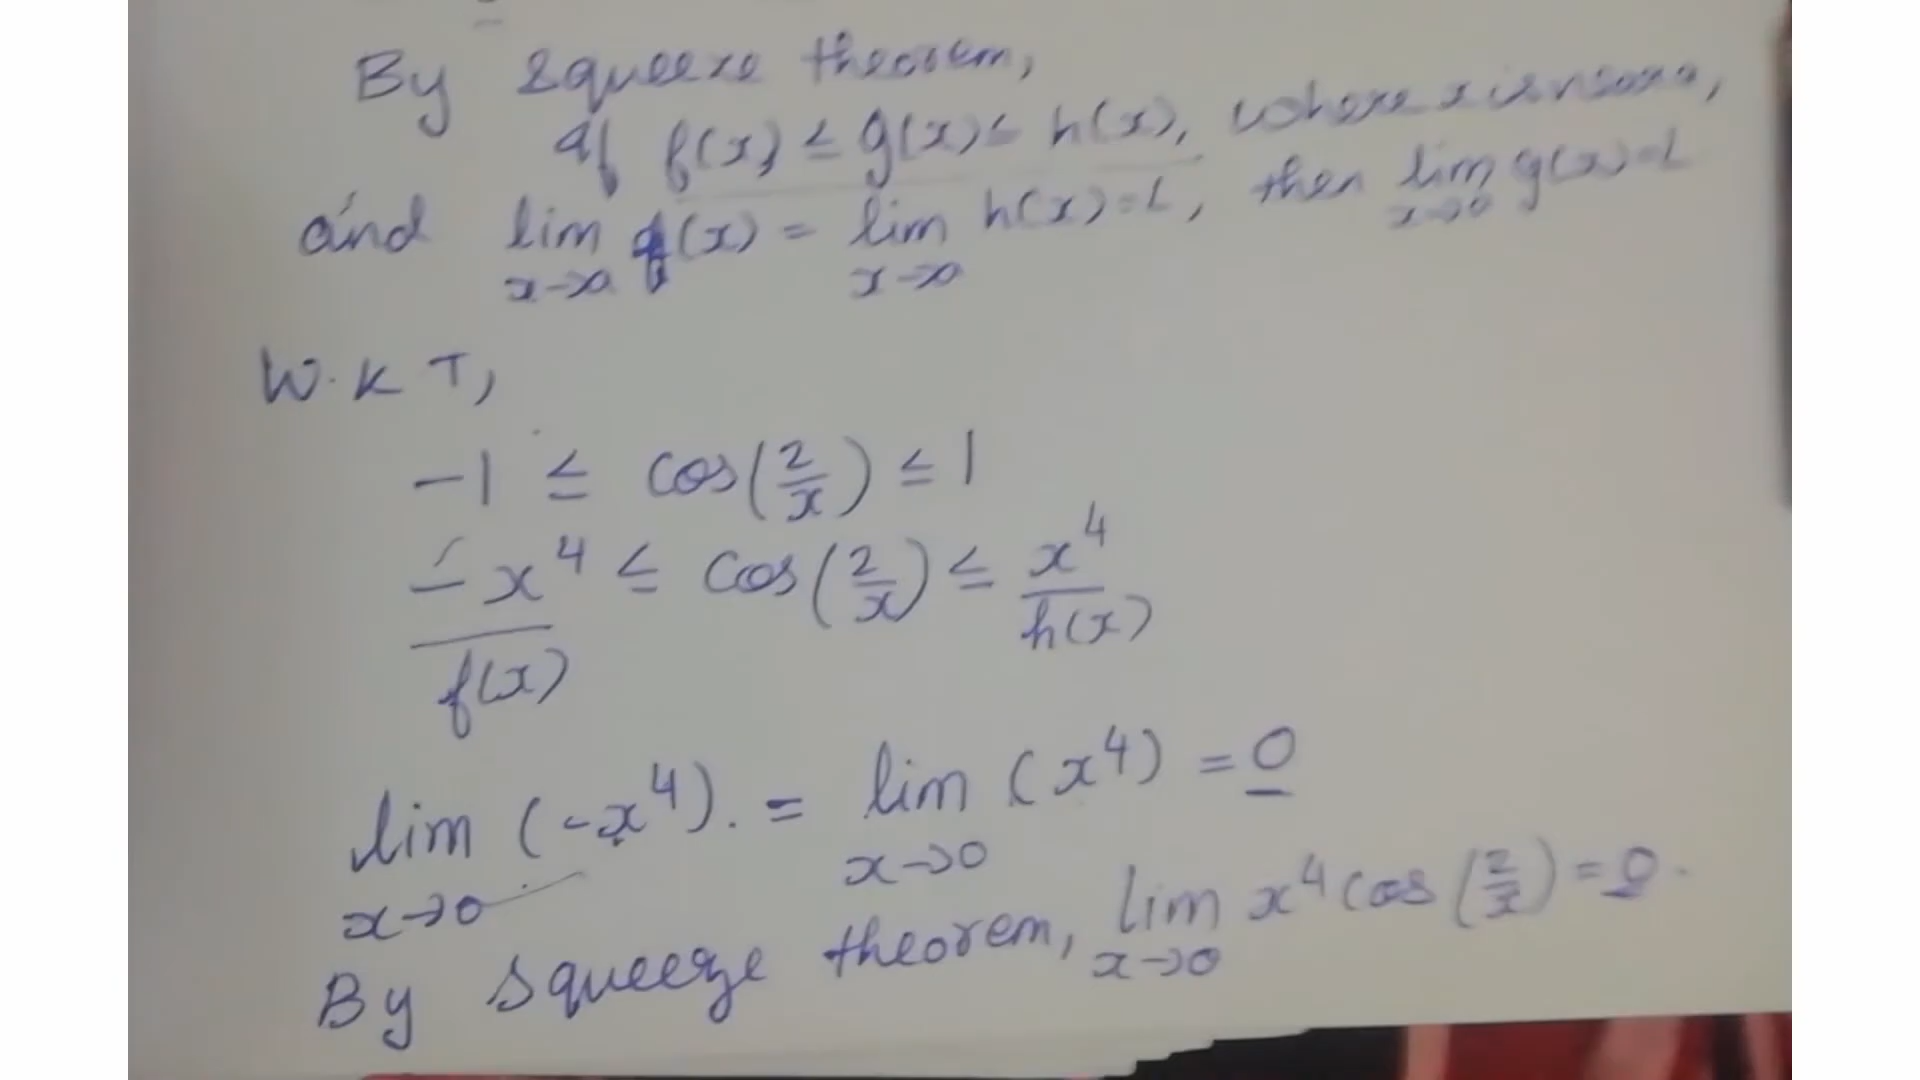 By squeeze theorem,
If f(x) ≤ g(x) ≤ h(x), where x is near a,
and lim x→a f(x) = lim x→a h(x) = L, then lim x→a g(x) = L
W.K T,
-1 ≤ cos(2/x) ≤ 1
-x⁴ ≤ cos(2/x) ≤ x⁴
f(x) h(x)
lim x→0 (-x⁴). = lim x→0 (x⁴) = 0
By squeeze theorem, lim x→0 x⁴ cos(2/x) = 0.